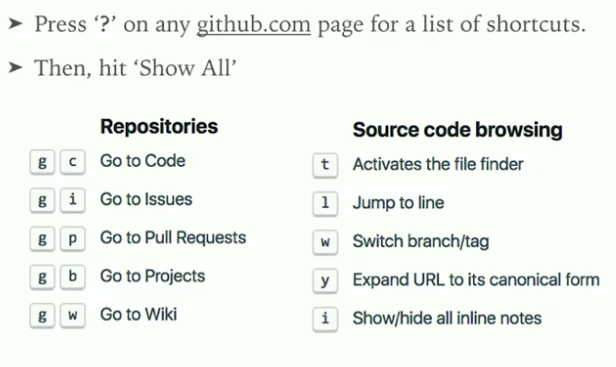 ➤ Press ‘?’ on any github.com page for a list of shortcuts.
➤ Then, hit ‘Show All’
Repositories
g c Go to Code
g i Go to Issues
g p Go to Pull Requests
g b Go to Projects
g w Go to Wiki
Source code browsing
t Activates the file finder
l Jump to line
w Switch branch/tag
y Expand URL to its canonical form
i Show/hide all inline notes